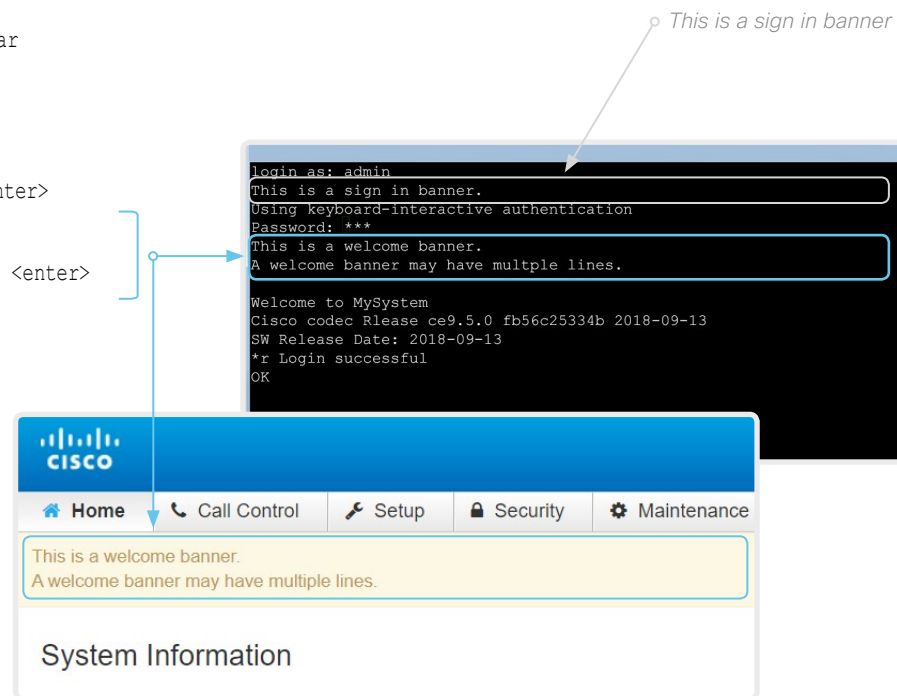 This is a sign in banner
ar
nter>
<enter>
login as: admin
This is a sign in banner.
Using keyboard-interactive authentication
Password: ***
This is a welcome banner.
A welcome banner may have multple lines.
Welcome to MySystem
Cisco codec Rlease ce9.5.0 fb56c25334b 2018-09-13
SW Release Date: 2018-09-13
*r Login successful
OK
CISCO
Home Call Control Setup Security Maintenance
This is a welcome banner.
A welcome banner may have multiple lines.
System Information